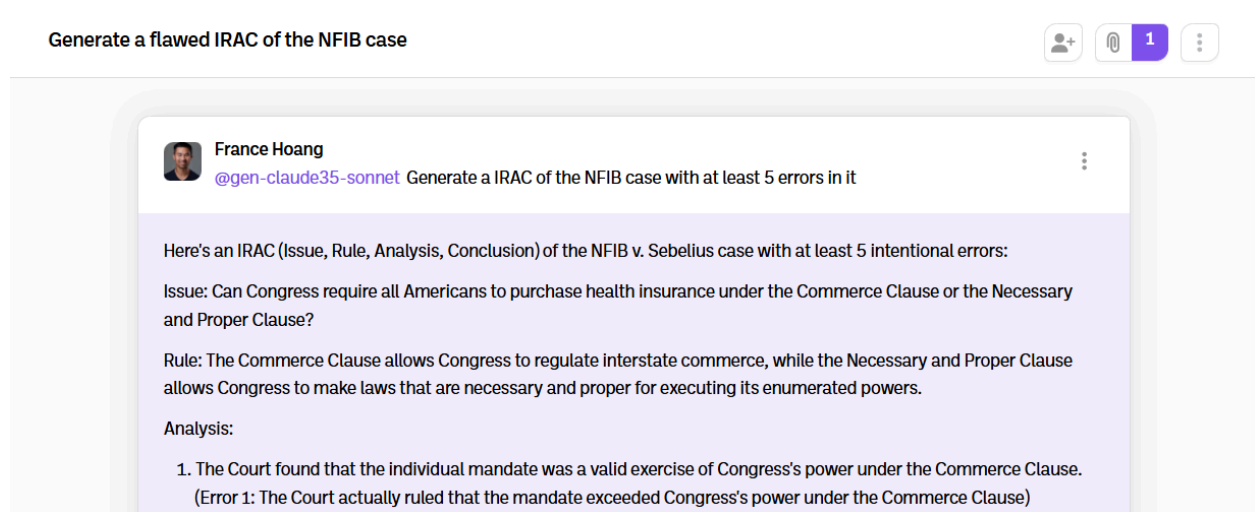 Generate a flawed IRAC of the NFIB case
1
France Hoang
@gen-claude35-sonnet Generate a IRAC of the NFIB case with at least 5 errors in it
Here's an IRAC (Issue, Rule, Analysis, Conclusion) of the NFIB v. Sebelius case with at least 5 intentional errors:
Issue: Can Congress require all Americans to purchase health insurance under the Commerce Clause or the Necessary
and Proper Clause?
Rule: The Commerce Clause allows Congress to regulate interstate commerce, while the Necessary and Proper Clause
allows Congress to make laws that are necessary and proper for executing its enumerated powers.
Analysis:
1. The Court found that the individual mandate was a valid exercise of Congress's power under the Commerce Clause.
(Error 1: The Court actually ruled that the mandate exceeded Congress's power under the Commerce Clause)